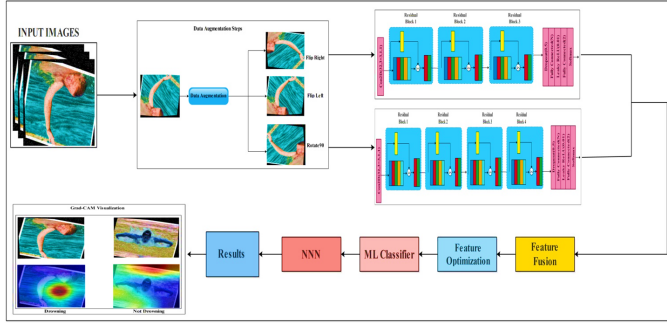 INPUT IMAGES
Data Augmentation Steps
Data Augmentation
Flip Right
Flip Left
Rotate90
Residual
Block 1
Residual
Block 2
Residual
Block 3
Residual
Block 1
Residual
Block 2
Residual
Block 3
Residual
Block 4
Softmax
Softmax
Grad-CAM Visualization
Drowning
Not Drowning
Results
NNN
ML Classifier
Feature
Optimization
Feature
Fusion